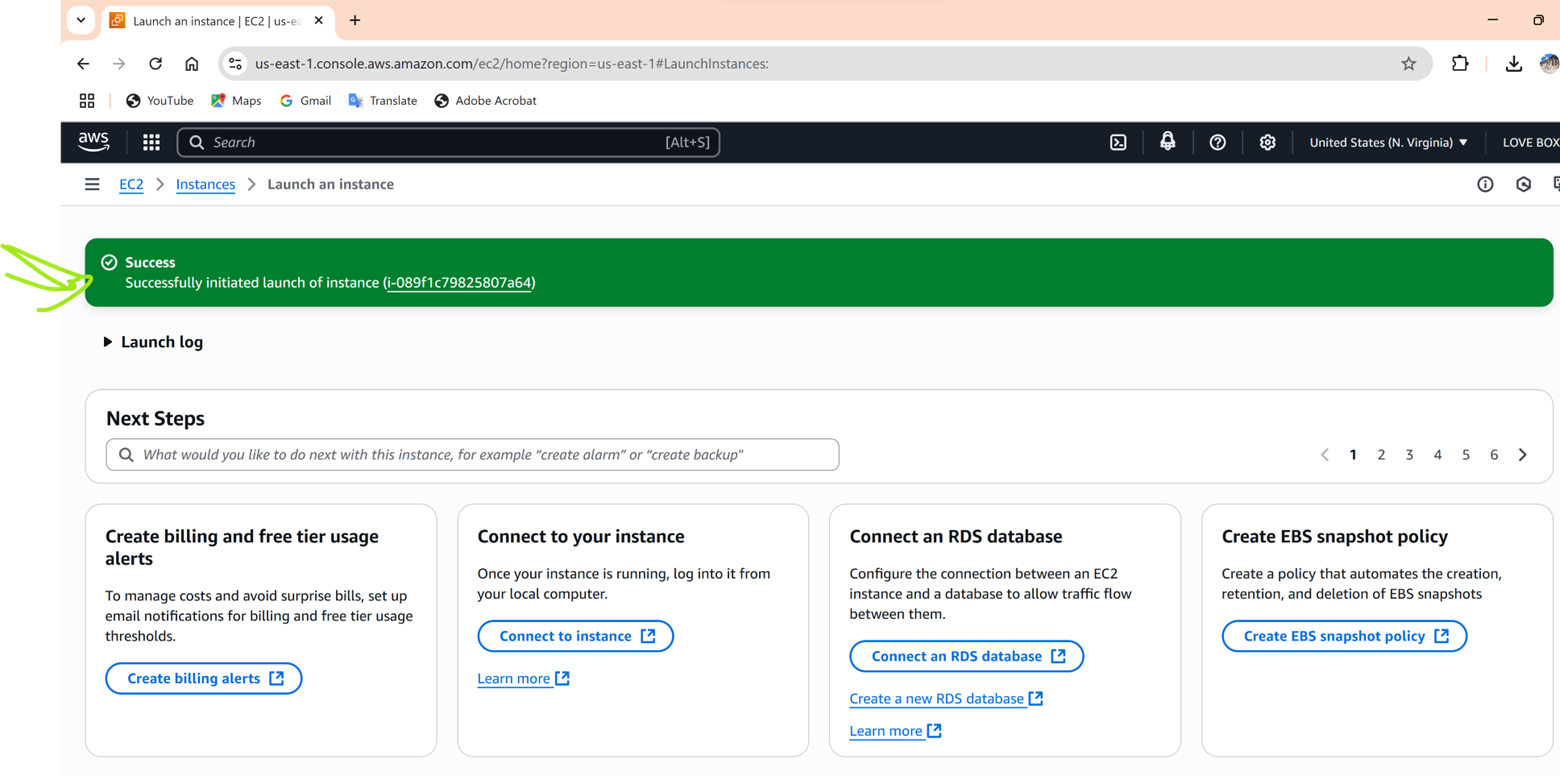 Launch an instance | EC2 | us-ea
us-east-1.console.aws.amazon.com/ec2/home?region=us-east-1#LaunchInstances:
YouTube Maps Gmail Translate Adobe Acrobat
aws Search [Alt+S] United States (N. Virginia) LOVE BOX
EC2 Instances Launch an instance
Success
Successfully initiated launch of instance (i-089f1c79825807a64)
Launch log
Next Steps
What would you like to do next with this instance, for example “create alarm” or “create backup”
1 2 3 4 5 6
Create billing and free tier usage
alerts
To manage costs and avoid surprise bills, set up
email notifications for billing and free tier usage
thresholds.
Create billing alerts
Connect to your instance
Once your instance is running, log into it from
your local computer.
Connect to instance
Learn more
Connect an RDS database
Configure the connection between an EC2
instance and a database to allow traffic flow
between them.
Connect an RDS database
Create a new RDS database
Learn more
Create EBS snapshot policy
Create a policy that automates the creation,
retention, and deletion of EBS snapshots
Create EBS snapshot policy